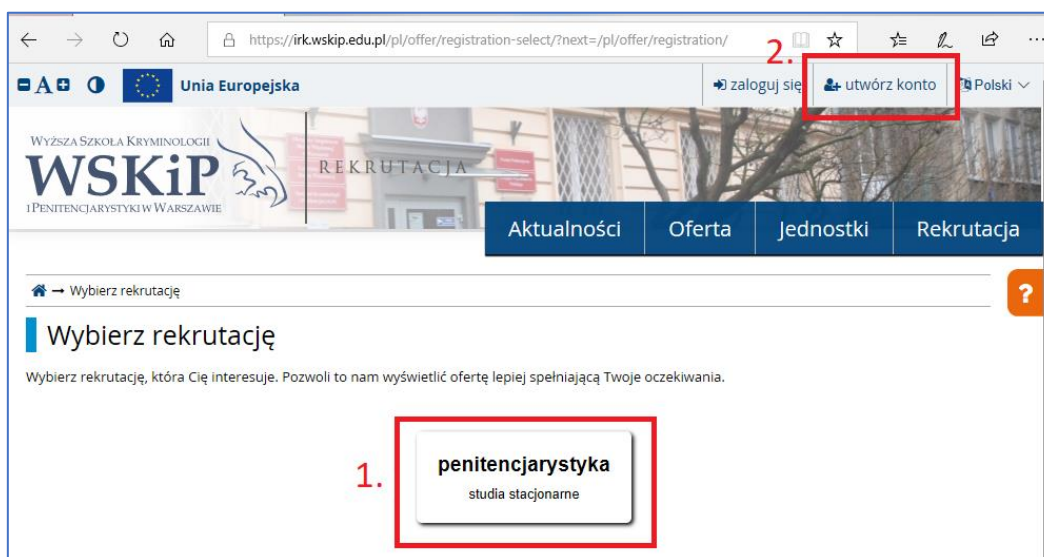 https://irk.wskip.edu.pl/pl/offer/registration-select/?next=/pl/offer/registration/
2.
A Unia Europejska
zaloguj się
utwórz konto
Polski
WYŻSZA SZKOŁA KRYMINOLOGII
WSKiP
I PENITENCJARYSTYKI W WARSZAWIE
REKRUTACJA
Aktualności Oferta Jednostki Rekrutacja
→ Wybierz rekrutację
?
Wybierz rekrutację
Wybierz rekrutację, która Cię interesuje. Pozwoli to nam wyświetlić ofertę lepiej spełniającą Twoje oczekiwania.
1.
penitencjarystyka
studia stacjonarne